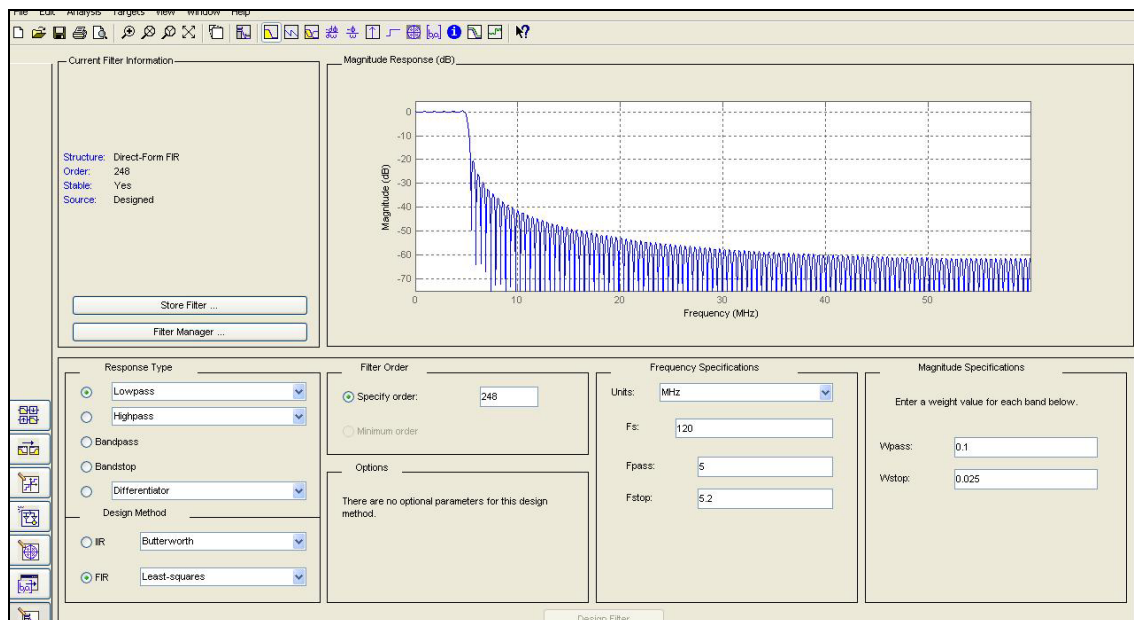 File Edit Analysis Targets View Window Help
Current Filter Information
Structure: Direct-Form FIR
Order: 248
Stable: Yes
Source: Designed
Store Filter ...
Filter Manager ...
Magnitude Response (dB)
Magnitude (dB)
0
-10
-20
-30
-40
-50
-60
-70
0 10 20 30 40 50
Frequency (MHz)
Response Type
Lowpass
Highpass
Bandpass
Bandstop
Differentiator
Design Method
IIR Butterworth
FIR Least-squares
Filter Order
Specify order: 248
Minimum order
Options
There are no optional parameters for this design
method.
Frequency Specifications
Units: MHz
Fs: 120
Fpass: 5
Fstop: 5.2
Magnitude Specifications
Enter a weight value for each band below.
Wpass: 0.1
Wstop: 0.025
Design Filter